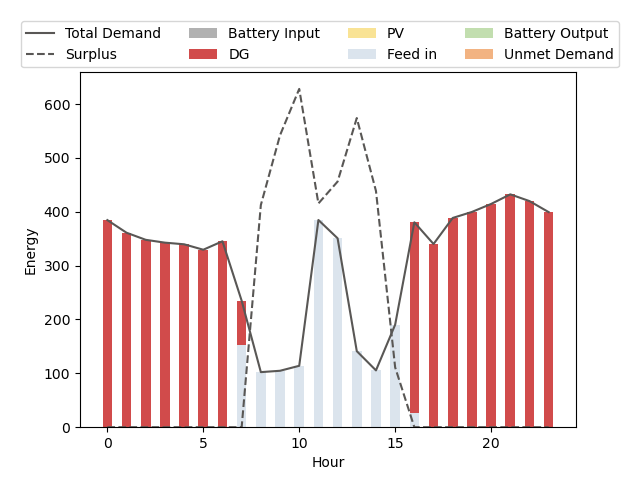 Total Demand Battery Input PV Battery Output
Surplus DG Feed in Unmet Demand
600
500
400
300
200
100
0
Energy
0 5 10 15 20
Hour